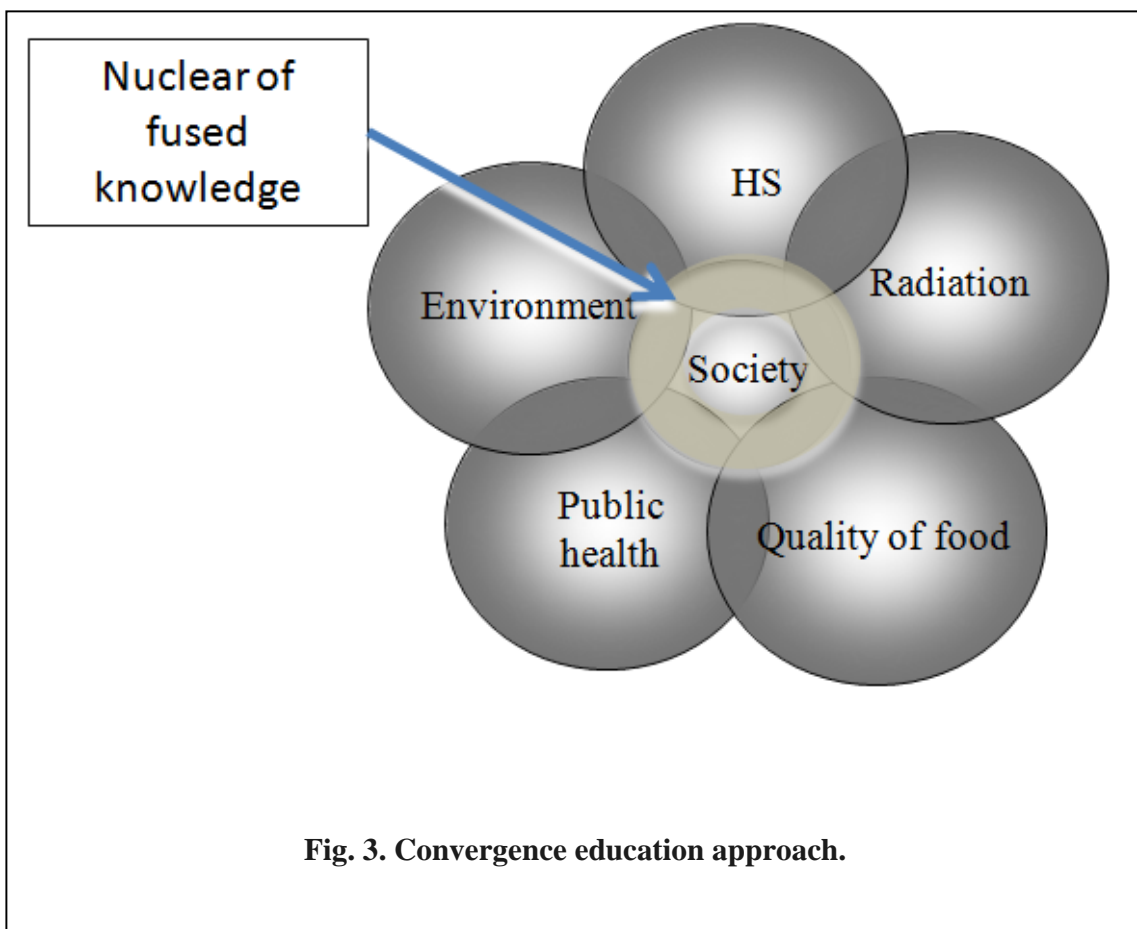 Nuclear of
fused
knowledge
HS
Radiation
Environment
Society
Public
health
Quality of food
Fig. 3. Convergence education approach.